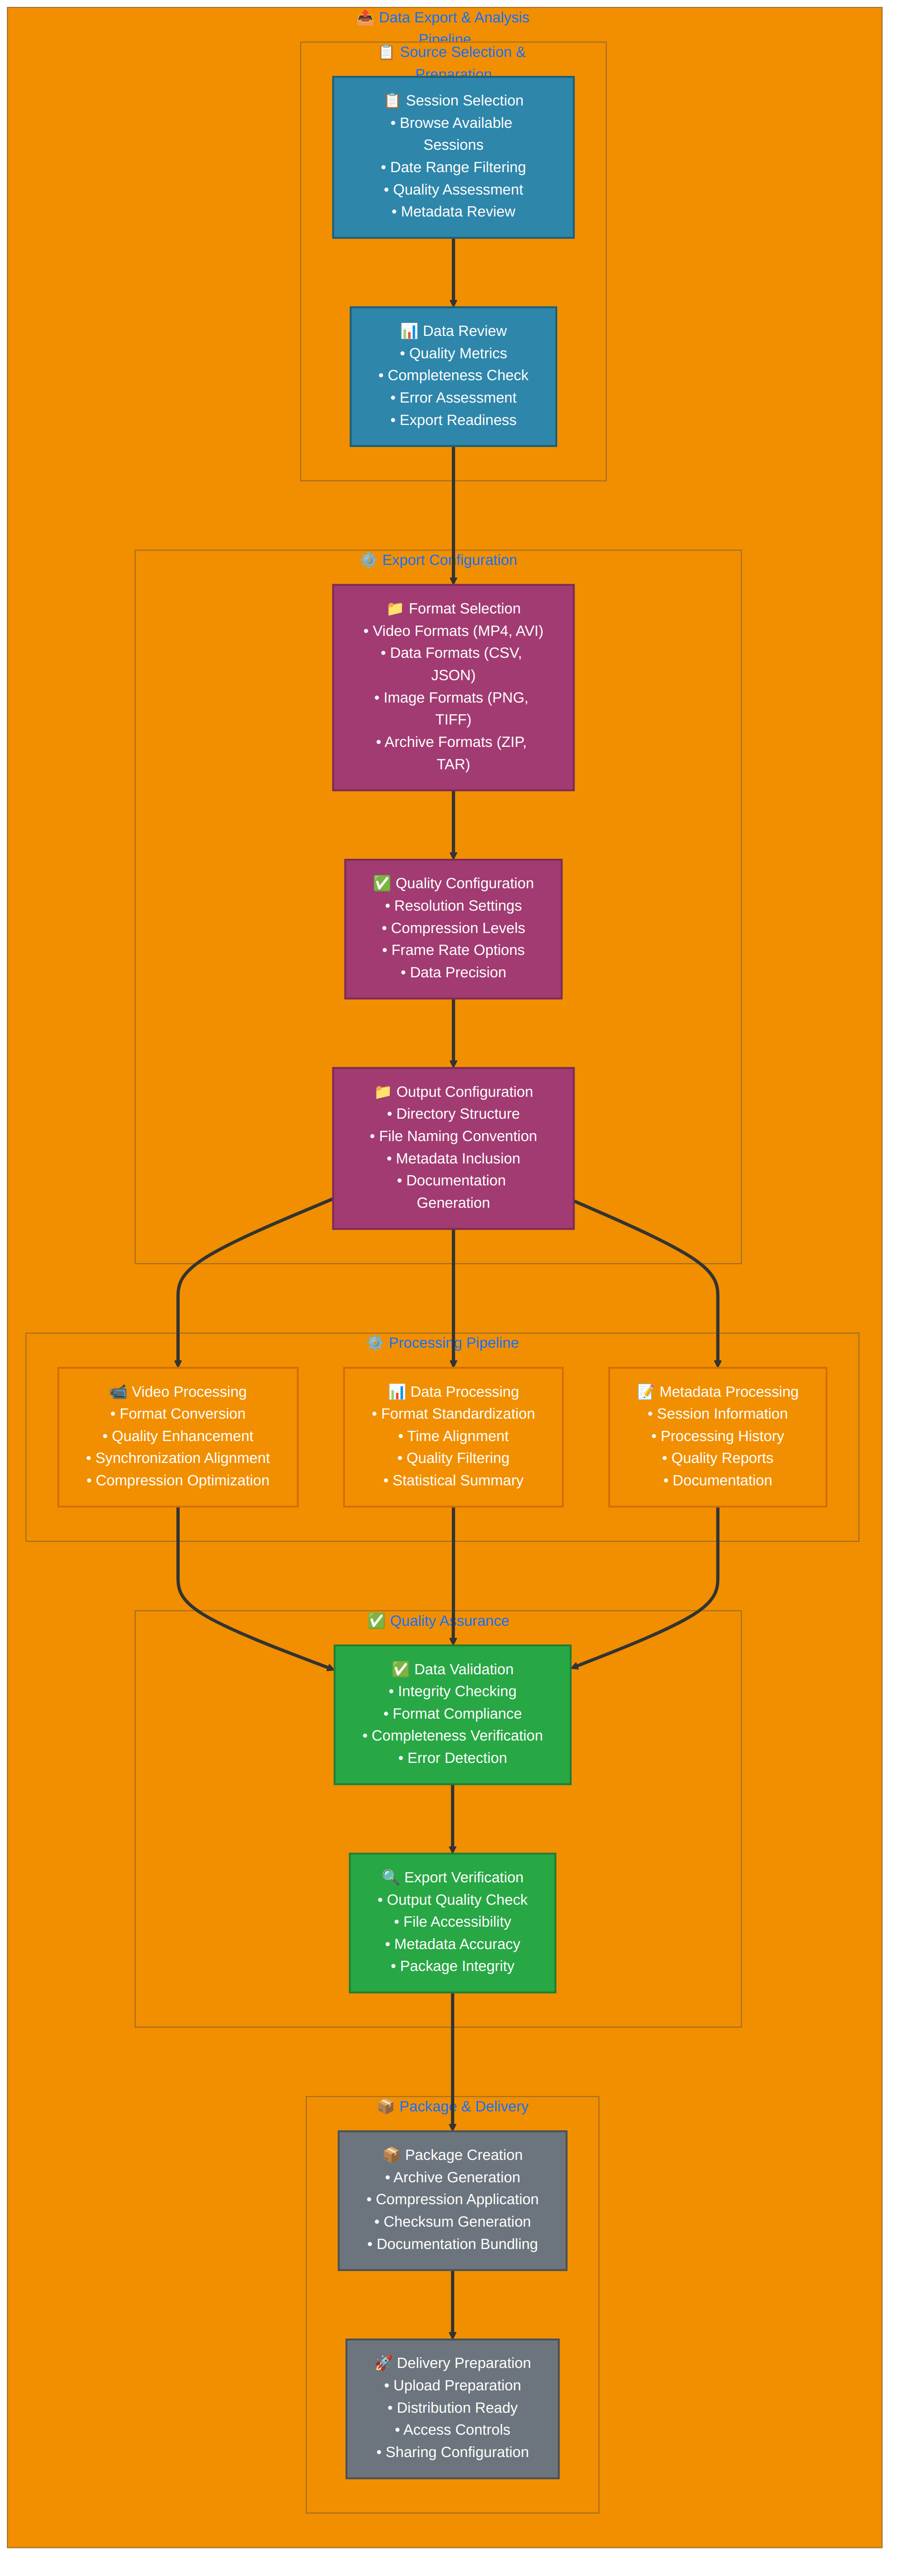 📤 Data Export & Analysis
Pipeline
📋 Source Selection &
Preparation
📋 Session Selection
• Browse Available
Sessions
• Date Range Filtering
• Quality Assessment
• Metadata Review
📊 Data Review
• Quality Metrics
• Completeness Check
• Error Assessment
• Export Readiness
⚙️ Export Configuration
📁 Format Selection
• Video Formats (MP4, AVI)
• Data Formats (CSV,
JSON)
• Image Formats (PNG,
TIFF)
• Archive Formats (ZIP,
TAR)
✅ Quality Configuration
• Resolution Settings
• Compression Levels
• Frame Rate Options
• Data Precision
📁 Output Configuration
• Directory Structure
• File Naming Convention
• Metadata Inclusion
• Documentation
Generation
⚙️ Processing Pipeline
📹 Video Processing
• Format Conversion
• Quality Enhancement
• Synchronization Alignment
• Compression Optimization
📊 Data Processing
• Format Standardization
• Time Alignment
• Quality Filtering
• Statistical Summary
📝 Metadata Processing
• Session Information
• Processing History
• Quality Reports
• Documentation
✅ Quality Assurance
✅ Data Validation
• Integrity Checking
• Format Compliance
• Completeness Verification
• Error Detection
🔍 Export Verification
• Output Quality Check
• File Accessibility
• Metadata Accuracy
• Package Integrity
📦 Package & Delivery
📦 Package Creation
• Archive Generation
• Compression Application
• Checksum Generation
• Documentation Bundling
🚀 Delivery Preparation
• Upload Preparation
• Distribution Ready
• Access Controls
• Sharing Configuration